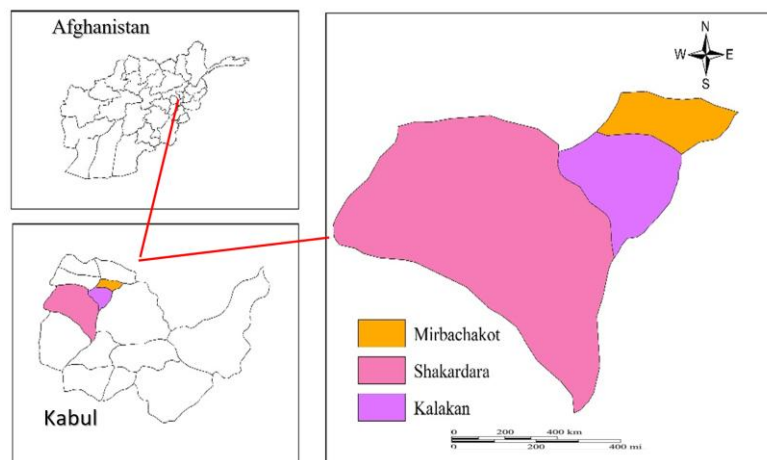 Afghanistan
Kabul
N
W E
S
Mirbachakot
Shakardara
Kalakan
0 200 400 km
0 200 400 mi